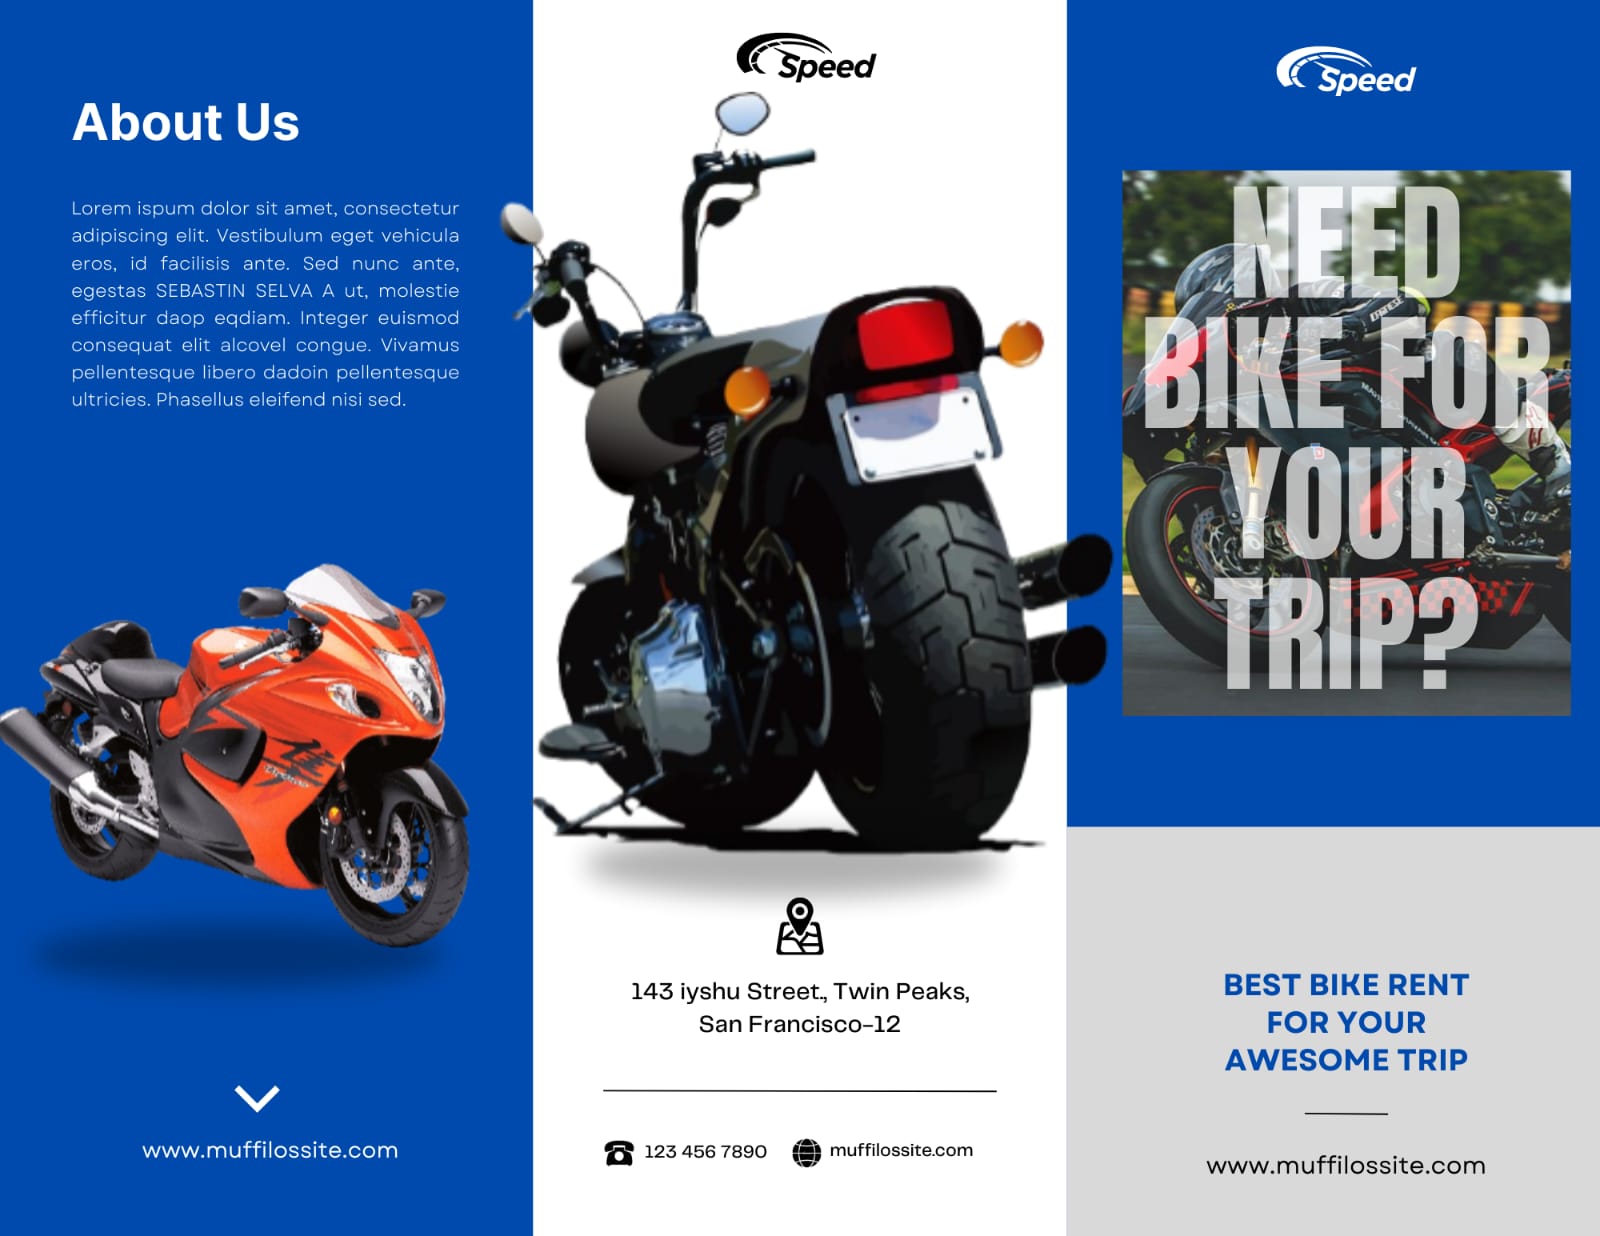 About Us
Lorem ispum dolor sit amet, consectetur
adipiscing elit. Vestibulum eget vehicula
eros, id facilisis ante. Sed nunc ante,
egestas SEBASTIN SELVA A ut, molestie
efficitur daop eqdiam. Integer euismod
consequat elit alcovel congue. Vivamus
pellentesque libero dadoin pellentesque
ultricies. Phasellus eleifend nisi sed.
隼
www.muffilossite.com
Speed
143 iyshu Street., Twin Peaks,
San Francisco-12
123 456 7890
muffilossite.com
Speed
NEED
BIKE FOR
YOUR
TRIP?
BEST BIKE RENT
FOR YOUR
AWESOME TRIP
www.muffilossite.com